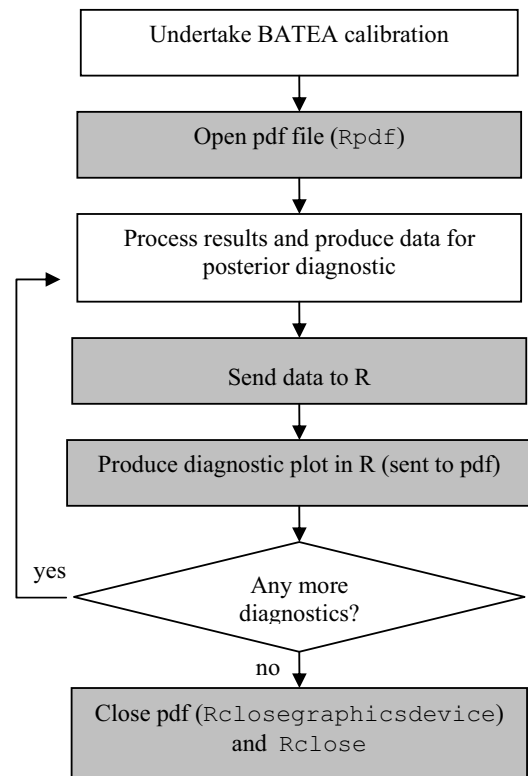 Undertake BATEA calibration
Open pdf file (Rpdf)
Process results and produce data for
posterior diagnostic
Send data to R
Produce diagnostic plot in R (sent to pdf)
yes
Any more
diagnostics?
no
Close pdf (Rclosegraphicsdevice)
and Rclose